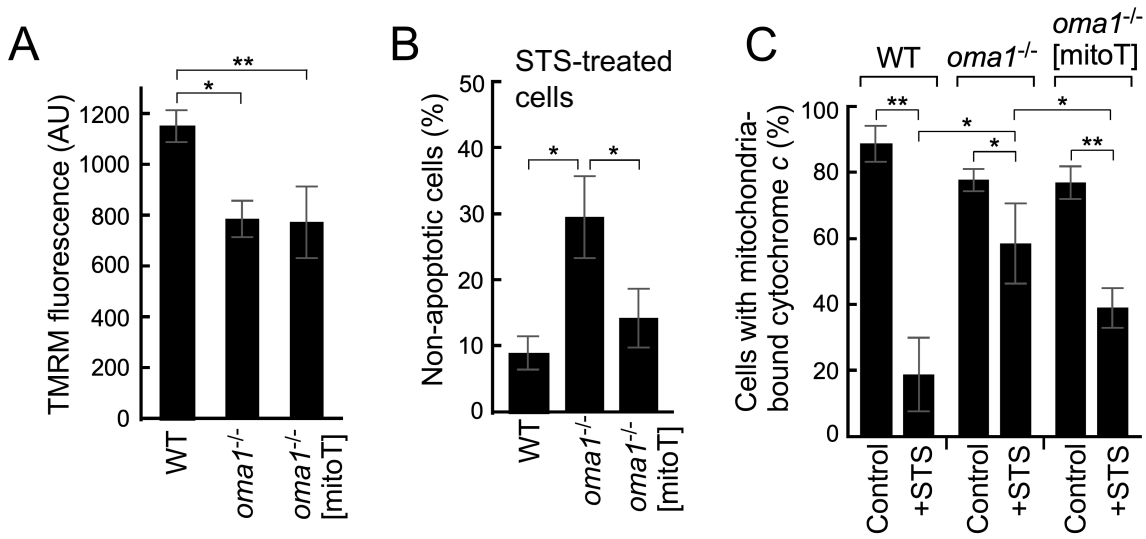 A
TMRM fluorescence (AU)
1200
1000
800
600
400
200
0
**
*
WT
oma1-/-
oma1-/-
[mitoT]
B
STS-treated
cells
Non-apoptotic cells (%)
50
40
30
20
10
0
*
*
WT
oma1-/-
oma1-/-
[mitoT]
C
WT
oma1-/-
oma1-/-
[mitoT]
Cells with mitochondria-
bound cytochrome c (%)
100
80
60
40
20
0
**
*
*
*
**
Control
+STS
Control
+STS
Control
+STS